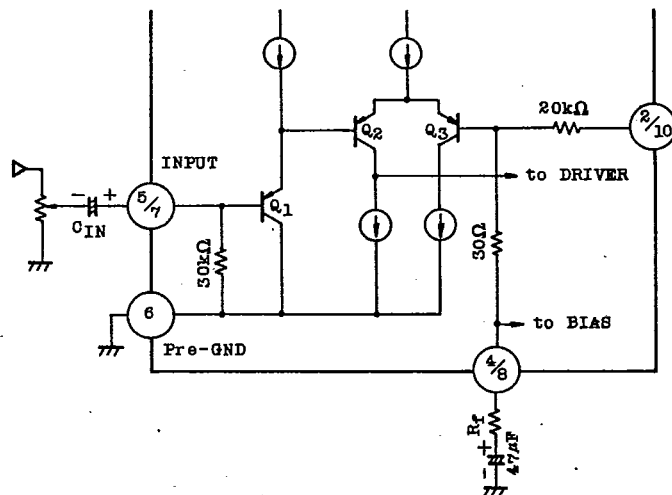 Q2
Q3
20kΩ
2/10
INPUT
to DRIVER
5/7
Q1
CIN
30kΩ
30Ω
6
to BIAS
Pre-GND
4/8
Rf
47μF